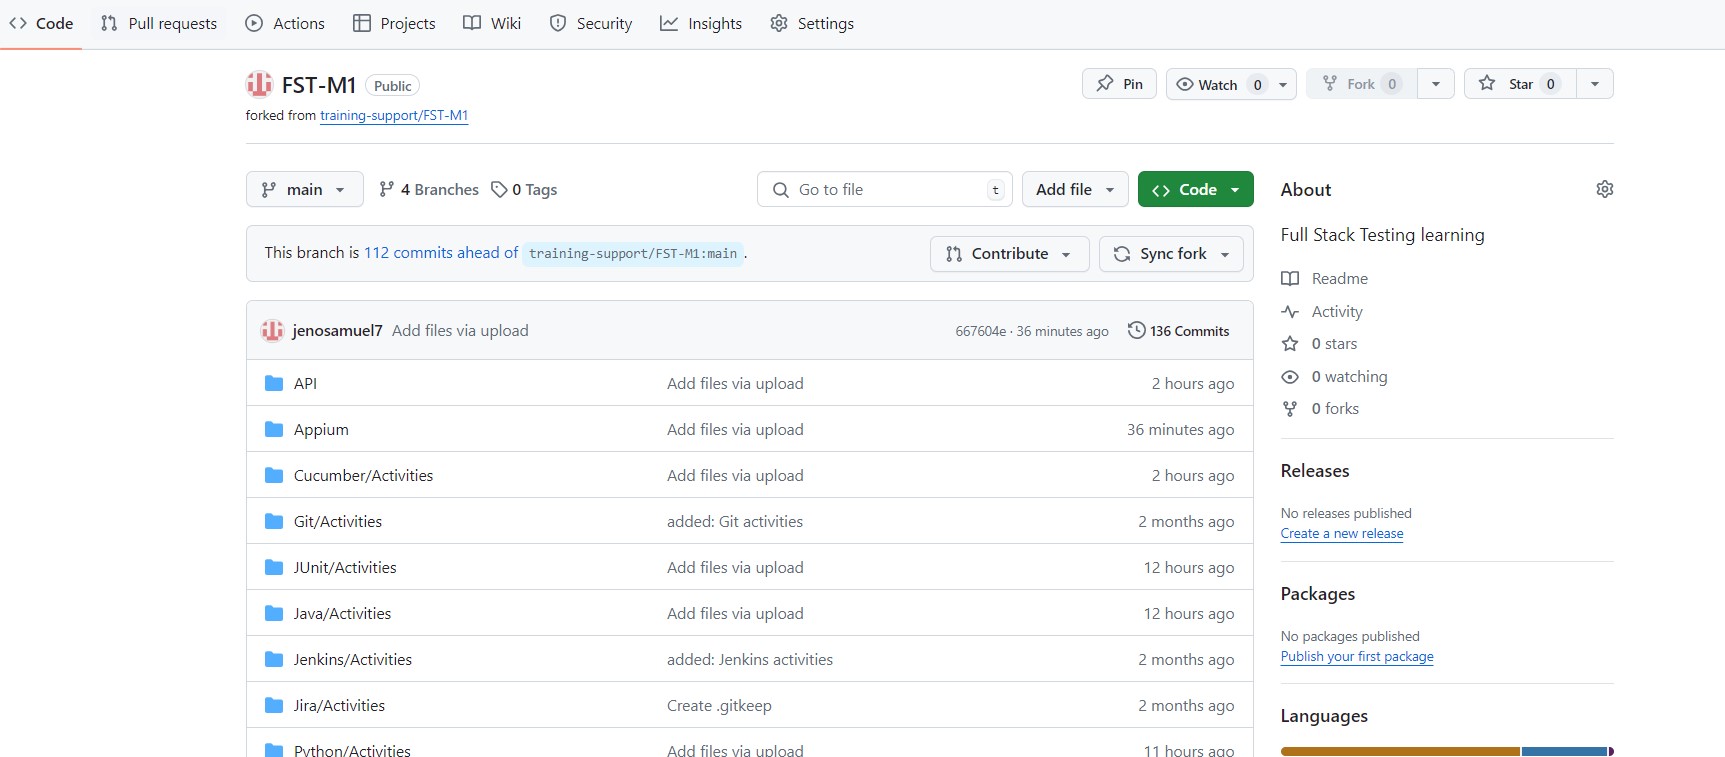 Code Pull requests Actions Projects Wiki Security Insights Settings
FST-M1 Public
Pin Watch 0 Fork 0 Star 0
forked from training-support/FST-M1
main 4 Branches 0 Tags Go to file t Add file Code
This branch is 112 commits ahead of training-support/FST-M1:main.
Contribute Sync fork
jenosamuel7 Add files via upload 667604e · 36 minutes ago 136 Commits
API Add files via upload 2 hours ago
Appium Add files via upload 36 minutes ago
Cucumber/Activities Add files via upload 2 hours ago
Git/Activities added: Git activities 2 months ago
JUnit/Activities Add files via upload 12 hours ago
Java/Activities Add files via upload 12 hours ago
Jenkins/Activities added: Jenkins activities 2 months ago
Jira/Activities Create .gitkeep 2 months ago
Python/Activities Add files via upload 11 hours ago
About
Full Stack Testing learning
Readme
Activity
0 stars
0 watching
0 forks
Releases
No releases published
Create a new release
Packages
No packages published
Publish your first package
Languages